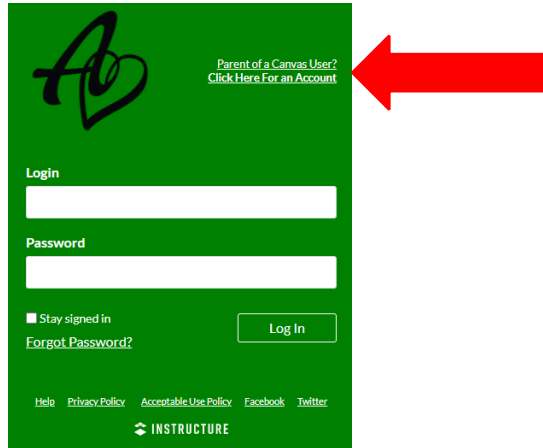 A
Parent of a Canvas User?
Click Here For an Account
Login
Password
Stay signed in
Log In
Forgot Password?
Help Privacy Policy Acceptable Use Policy Facebook Twitter
INSTRUCTURE